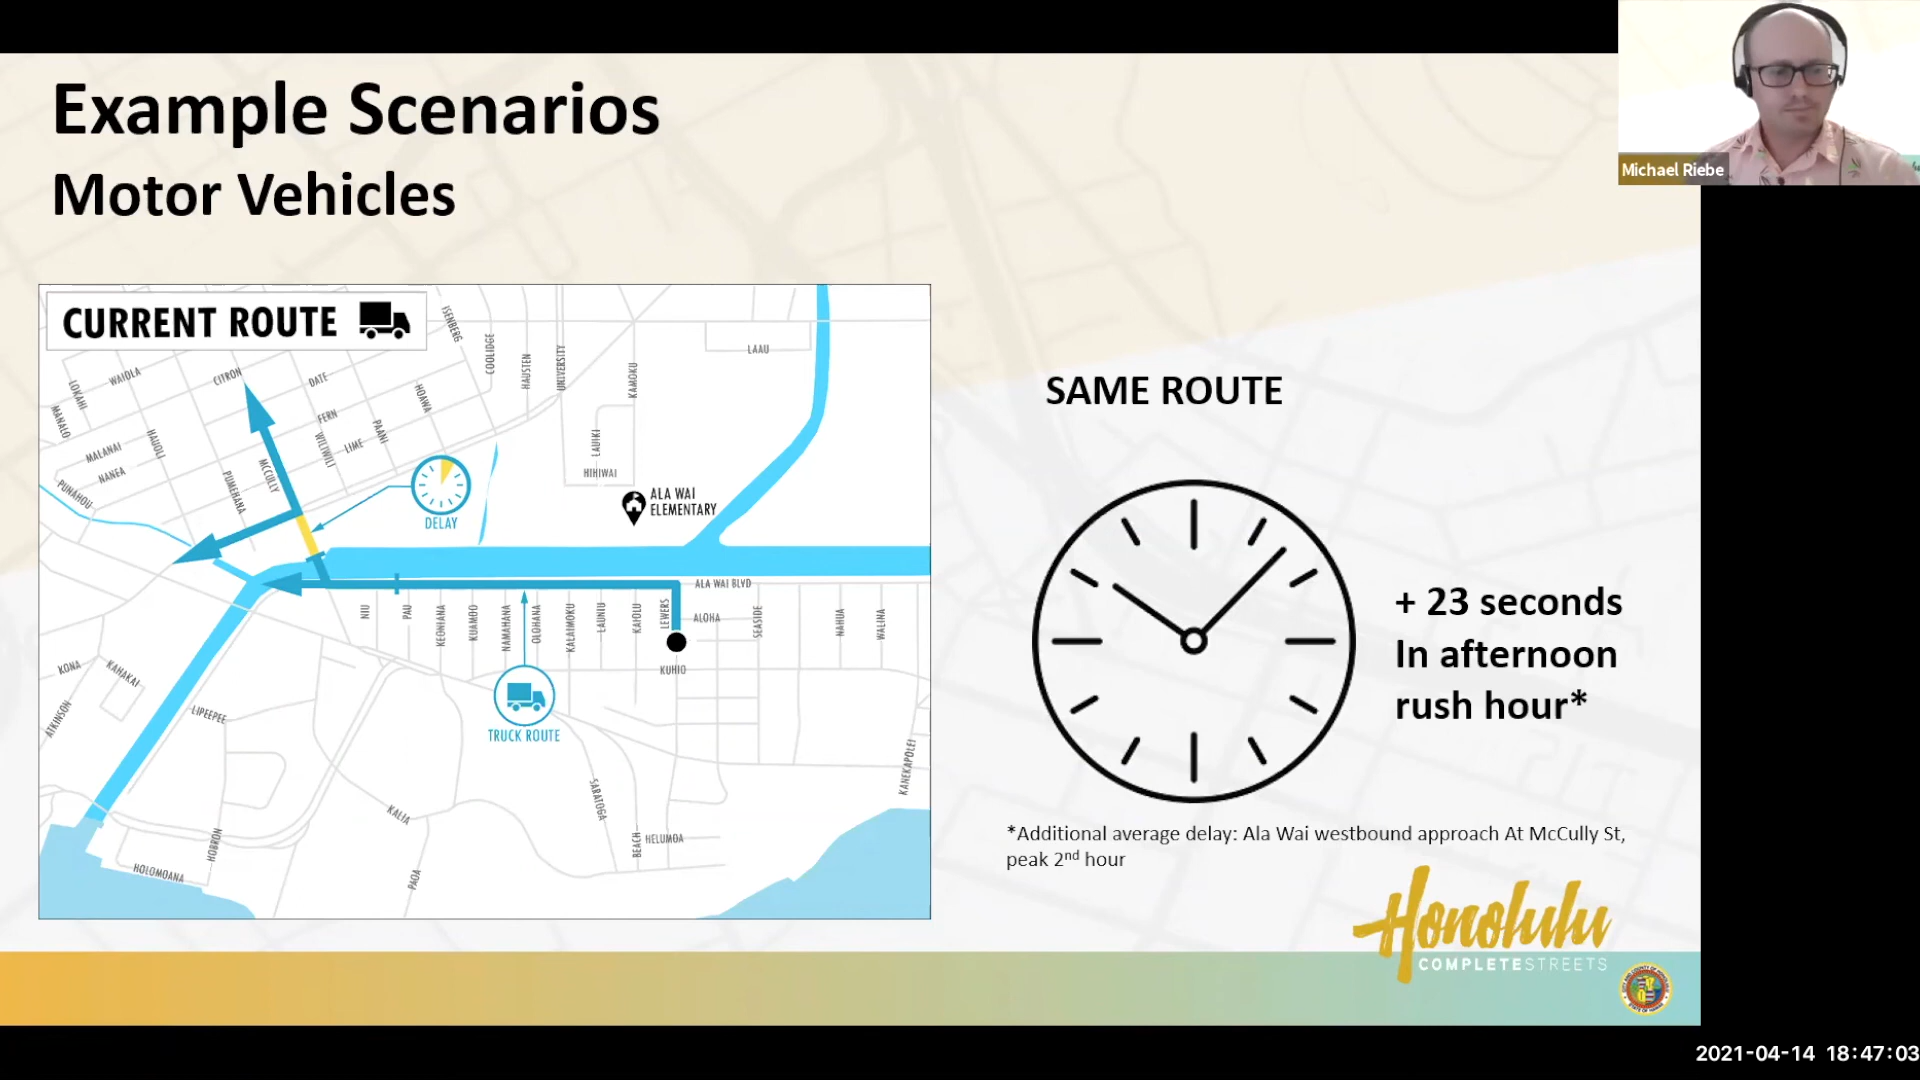 Example Scenarios
Motor Vehicles
Michael Riebe
CURRENT ROUTE
ISENBERG
COOLIDGE
HAUSTEN
UNIVERSITY
KAMOKU
LAAU
LOKAHI
WAIOLA
CITRON
DATE
HOAWA
MANALO
FERN
PAANI
HAUOLI
WILIWILI
LIME
MALANAI
NANEA
MCCULLY
PUMEHANA
PUNAHOU
LAUIKI
HIHIWAI
DELAY
ALA WAI
ELEMENTARY
ALA WAI BLVD
NIU
PAU
KEONIANA
KUAMOO
NAMAHANA
OLOHANA
KALAIMOKU
LAUNIU
KAIOLU
LEWERS
ALOHA
SEASIDE
NAHUA
WALINA
KUHIO
KONA
KAHAKAI
ATKINSON
LIPEEPEE
TRUCK ROUTE
KANEKAPOLEI
SARATOGA
KALIA
BEACH
HELUMOA
HOBRON
HOLOMOANA
PAOA
SAME ROUTE
+ 23 seconds
In afternoon
rush hour*
*Additional average delay: Ala Wai westbound approach At McCully St,
peak 2nd hour
Honolulu
COMPLETESTREETS
2021-04-14 18:47:03